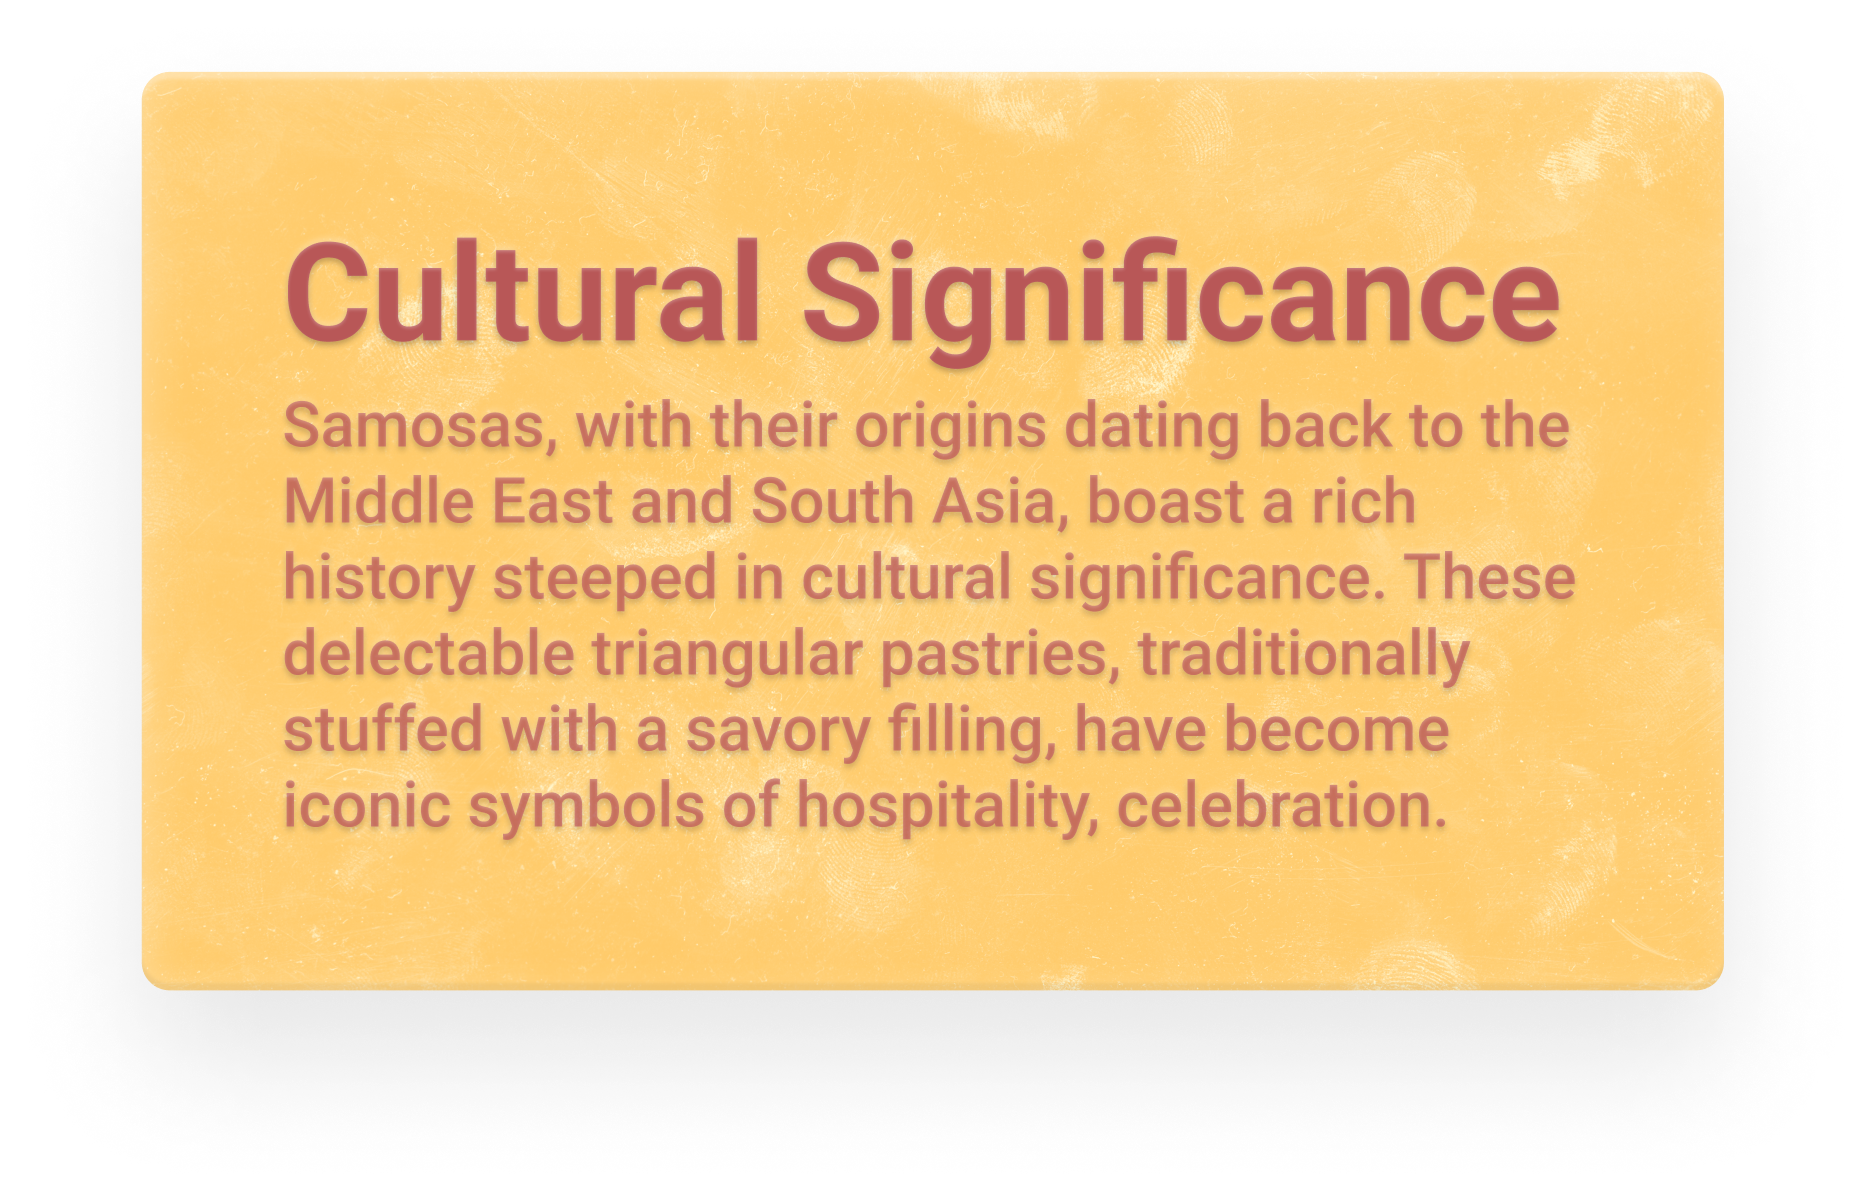 Cultural Significance
Samosas, with their origins dating back to the
Middle East and South Asia, boast a rich
history steeped in cultural significance. These
delectable triangular pastries, traditionally
stuffed with a savory filling, have become
iconic symbols of hospitality, celebration.